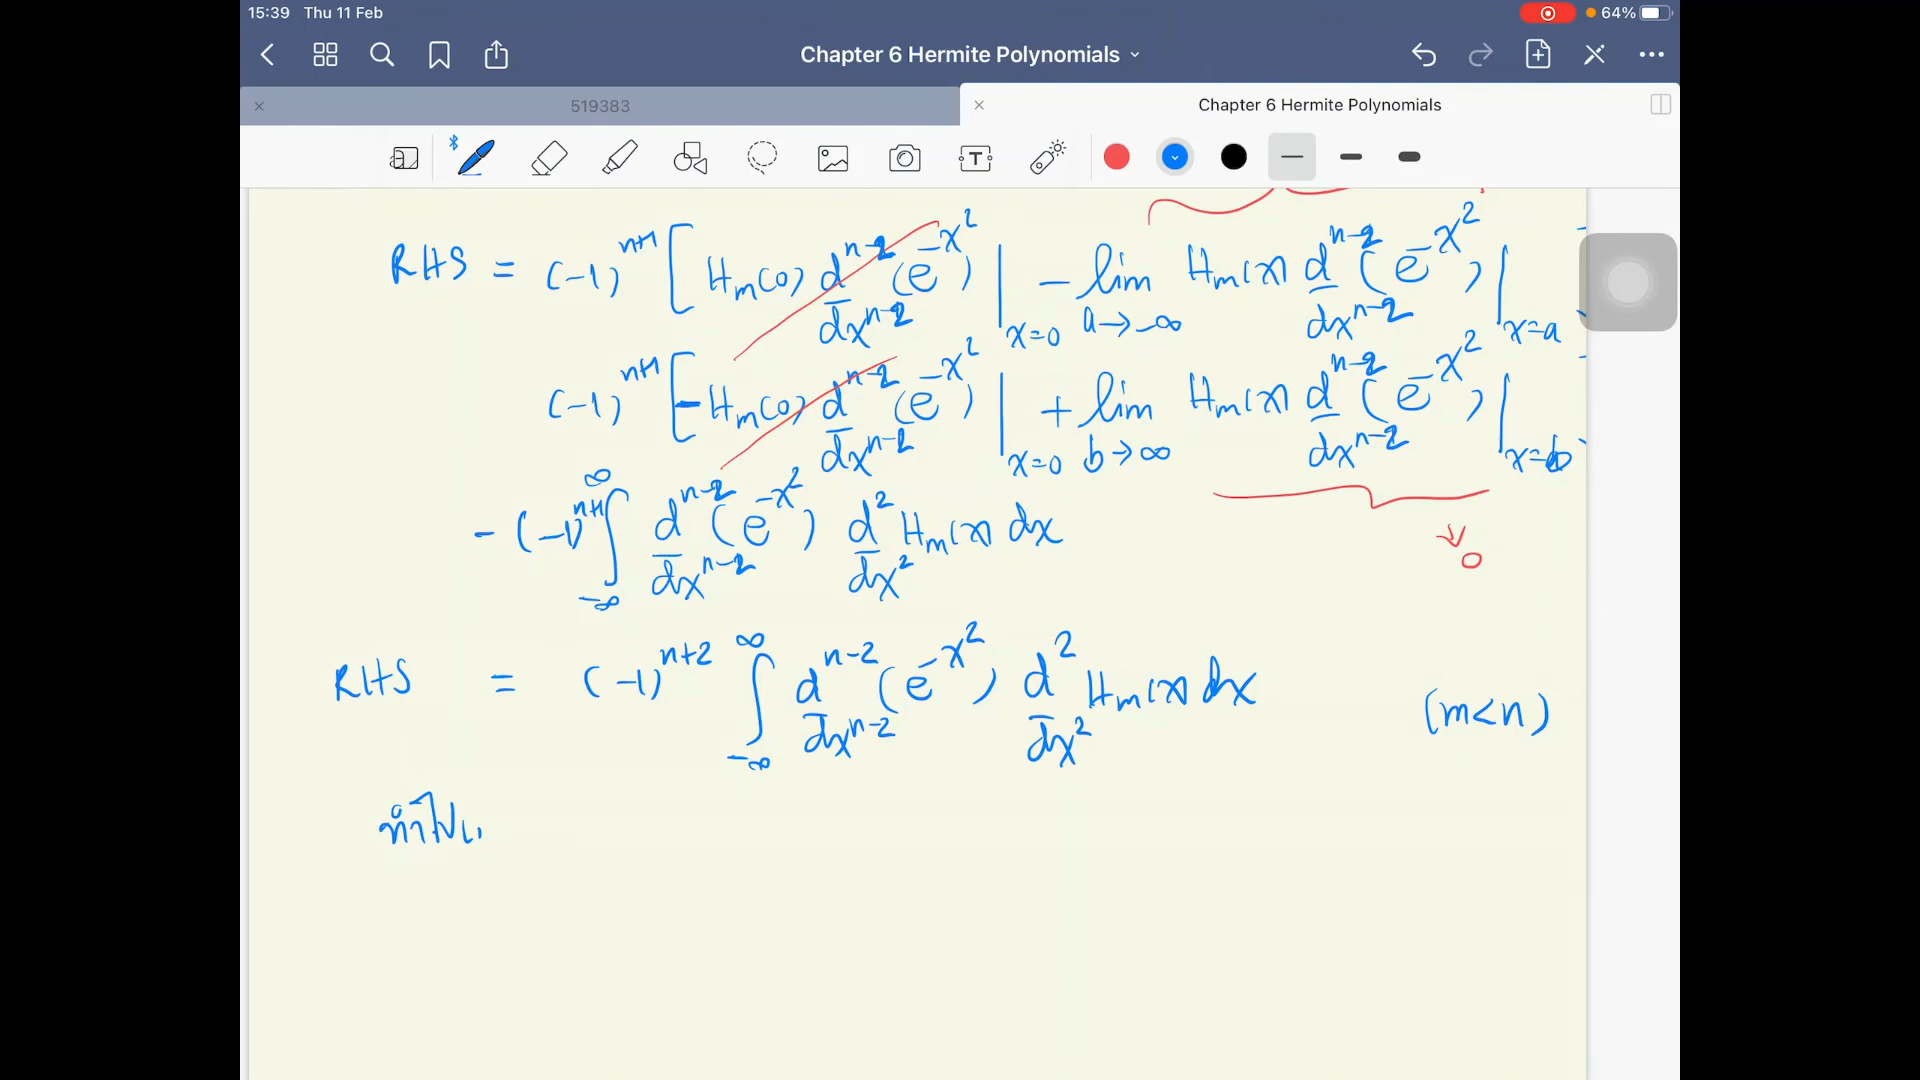 15:39 Thu 11 Feb 64%
Chapter 6 Hermite Polynomials
519383 Chapter 6 Hermite Polynomials
RHS = (-1)^{n+1} [ H_m(0) d^{n-2}/dx^{n-2} (e^{-x^2}) |_{x=0} - lim_{a→-∞} H_m(x) d^{n-2}/dx^{n-2} (e^{-x^2}) |_{x=a}
(-1)^{n+1} [ - H_m(0) d^{n-2}/dx^{n-2} (e^{-x^2}) |_{x=0} + lim_{b→∞} H_m(x) d^{n-2}/dx^{n-2} (e^{-x^2}) |_{x=b}
- (-1)^{n+1} ∫_{-∞}^{∞} d^{n-2}/dx^{n-2} (e^{-x^2}) d^2/dx^2 H_m(x) dx
0
RHS = (-1)^{n+2} ∫_{-∞}^{∞} d^{n-2}/dx^{n-2} (e^{-x^2}) d^2/dx^2 H_m(x) dx (m<n)
ทำไปเ